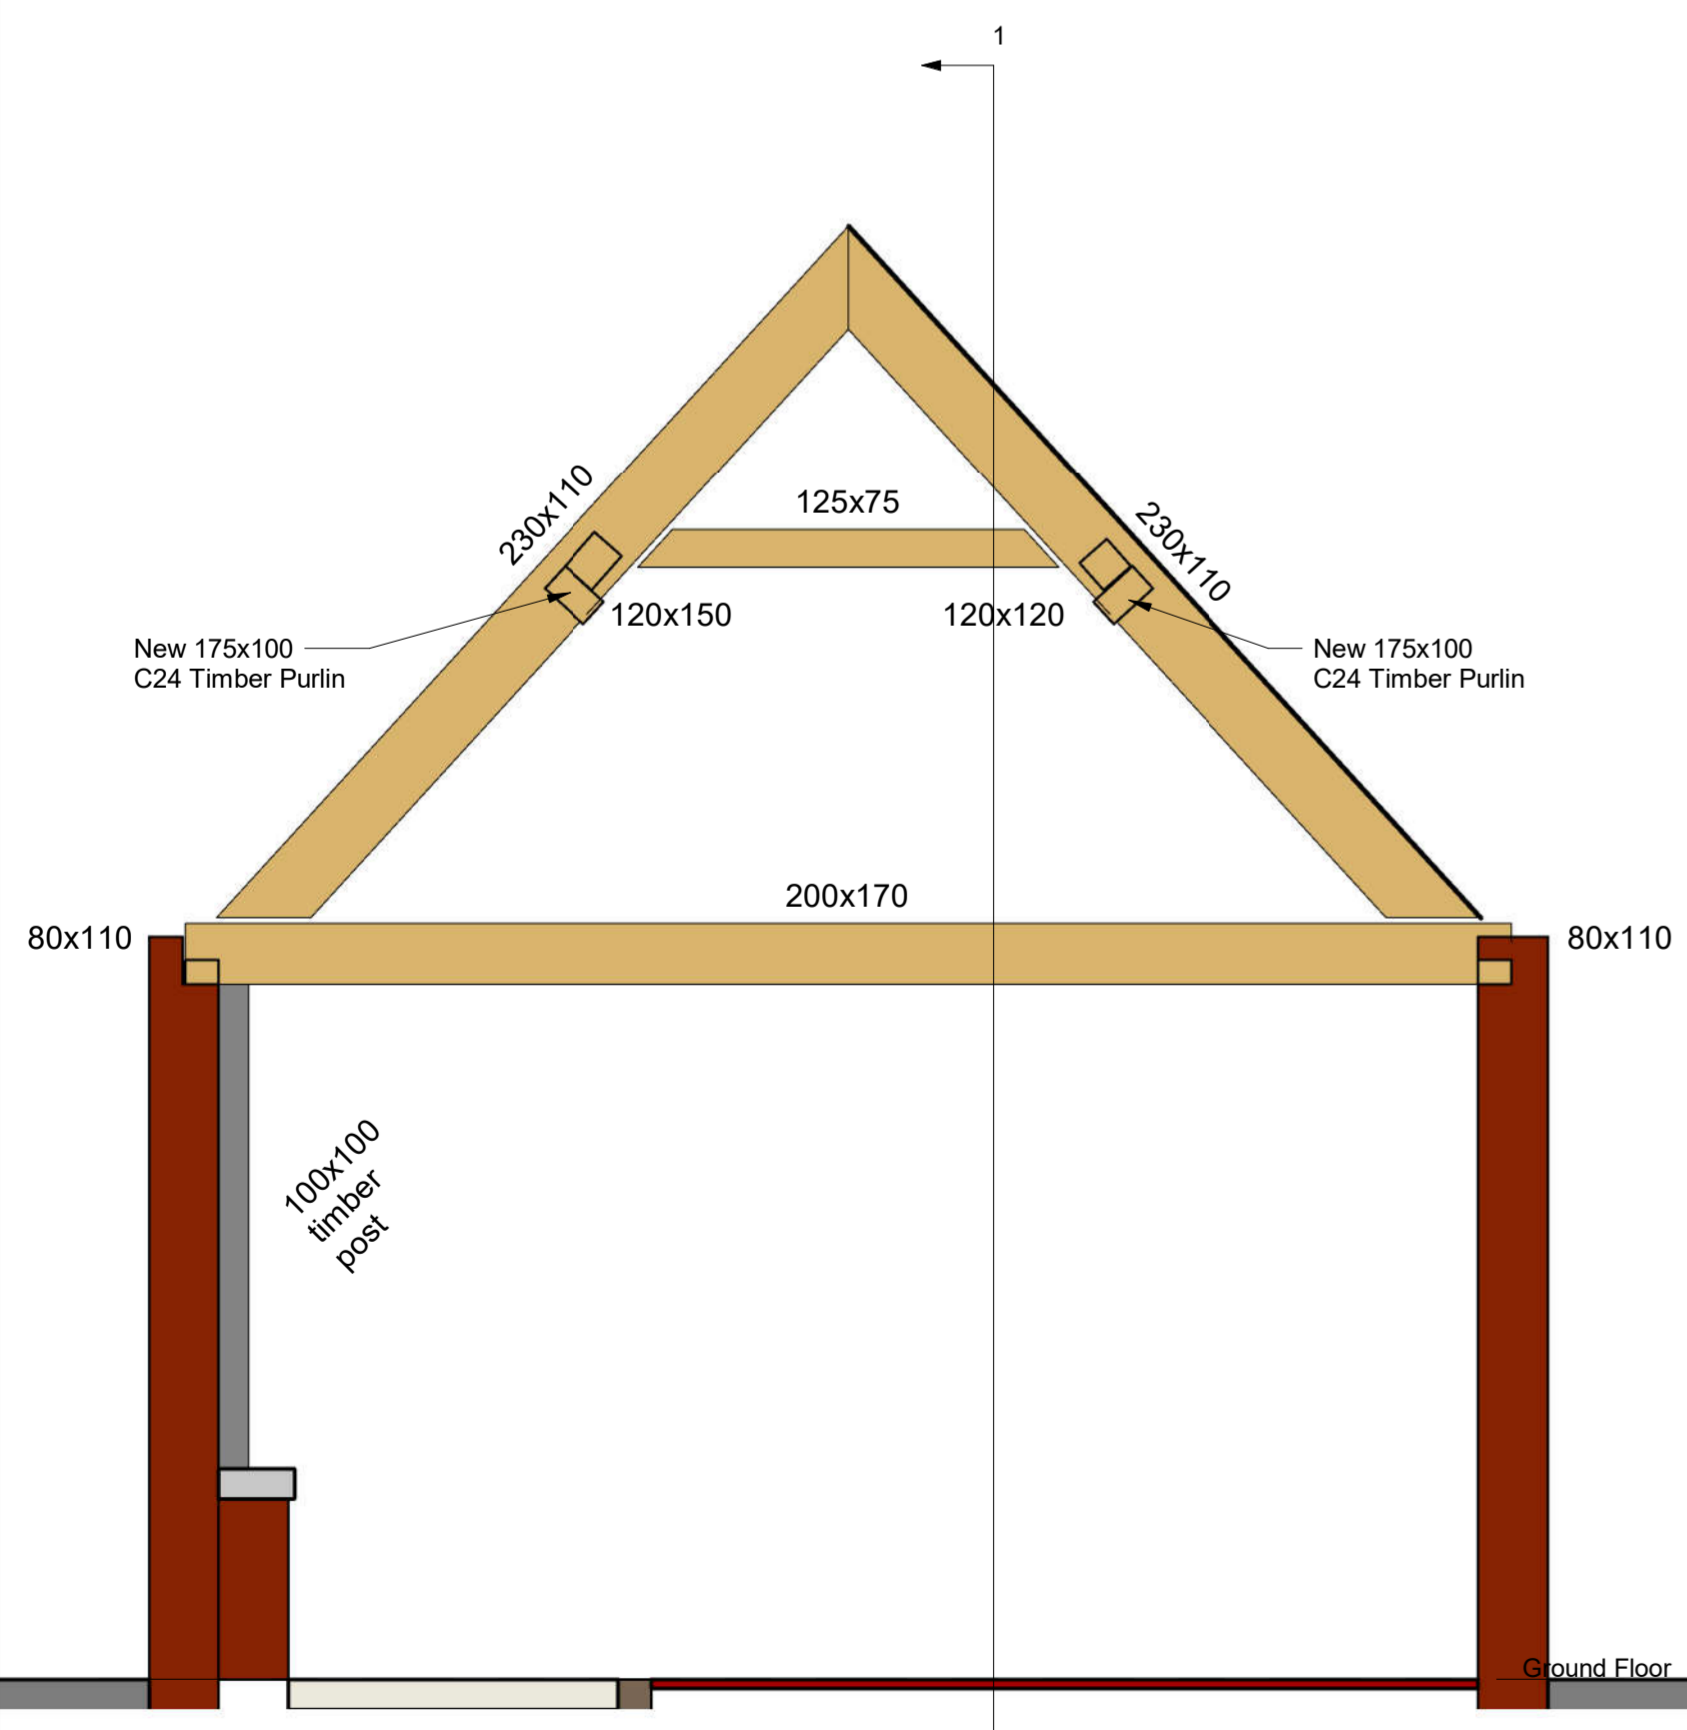 1
230x110
125x75
230x110
120x150
120x120
New 175x100
C24 Timber Purlin
New 175x100
C24 Timber Purlin
200x170
80x110
80x110
100x100
timber
post
Ground Floor